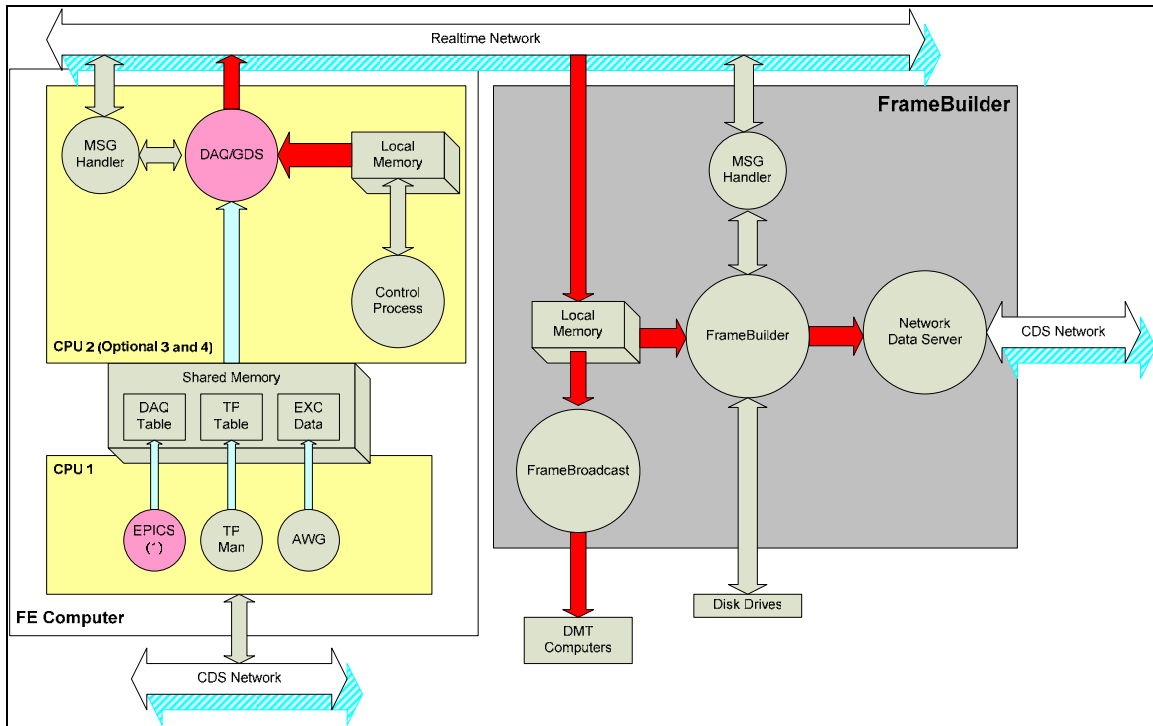 Realtime Network
FrameBuilder
MSG
Handler
DAQ/GDS
Local
Memory
Control
Process
CPU 2 (Optional 3 and 4)
Shared Memory
DAQ
Table
TP
Table
EXC
Data
CPU 1
EPICS
(*)
TP
Man
AWG
FE Computer
CDS Network
MSG
Handler
Local
Memory
FrameBuilder
Network
Data Server
CDS Network
FrameBroadcast
Disk Drives
DMT
Computers